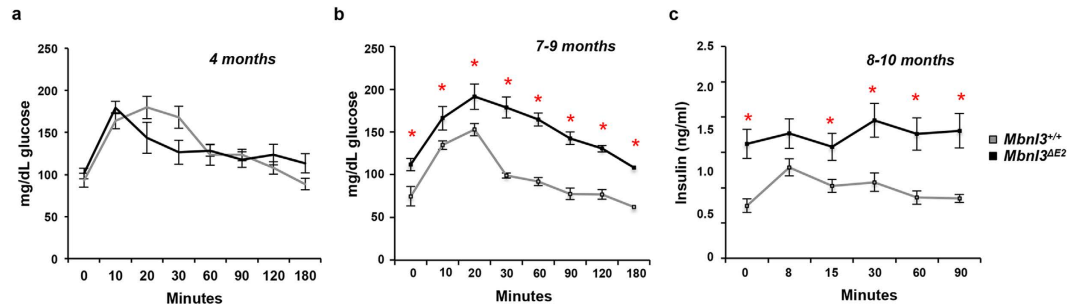 a
4 months
mg/dL glucose
250
200
150
100
50
0
0 10 20 30 60 90 120 180
Minutes
b
7-9 months
mg/dL glucose
250
200
150
100
50
0
* * * * * * * *
0 10 20 30 60 90 120 180
Minutes
c
8-10 months
Insulin (ng/ml)
2.5
2.0
1.5
1.0
0.5
0
* * * * *
0 8 15 30 60 90
Minutes
Mbnl3+/+
Mbnl3ΔE2